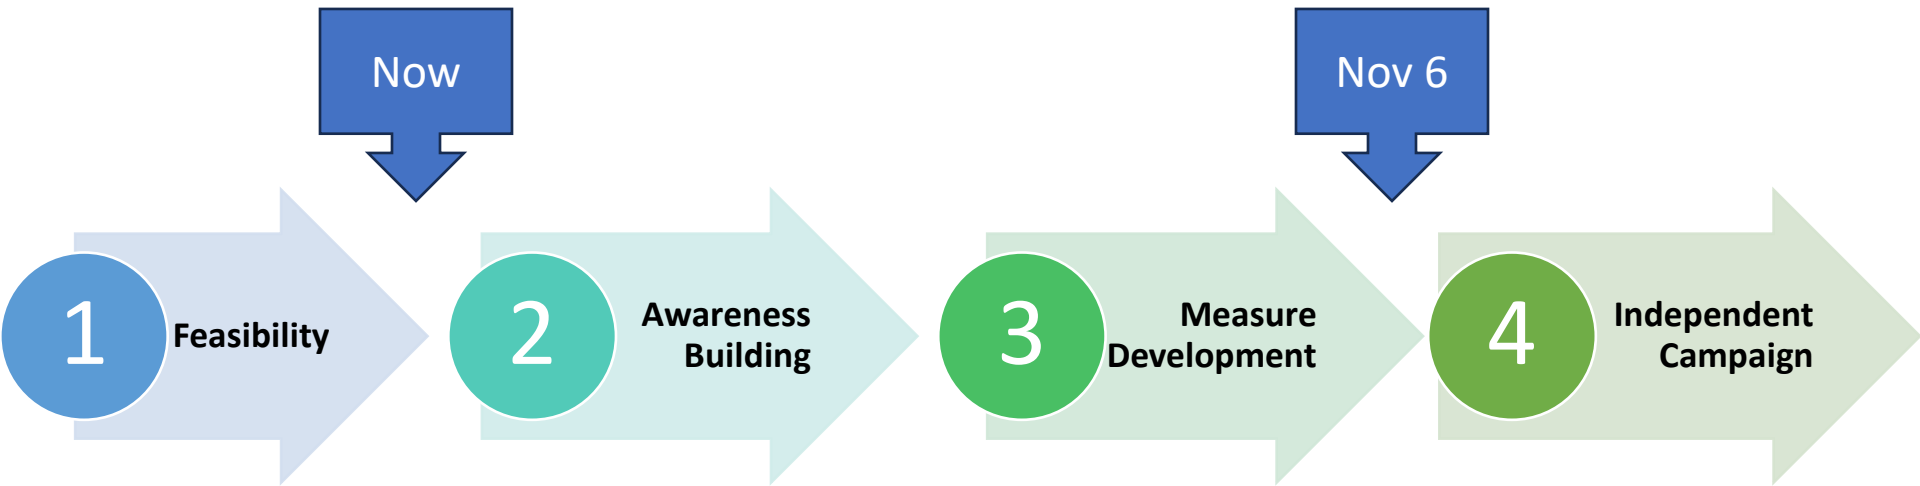 Now
Nov 6
1
Feasibility
2
Awareness
Building
3
Measure
Development
4
Independent
Campaign